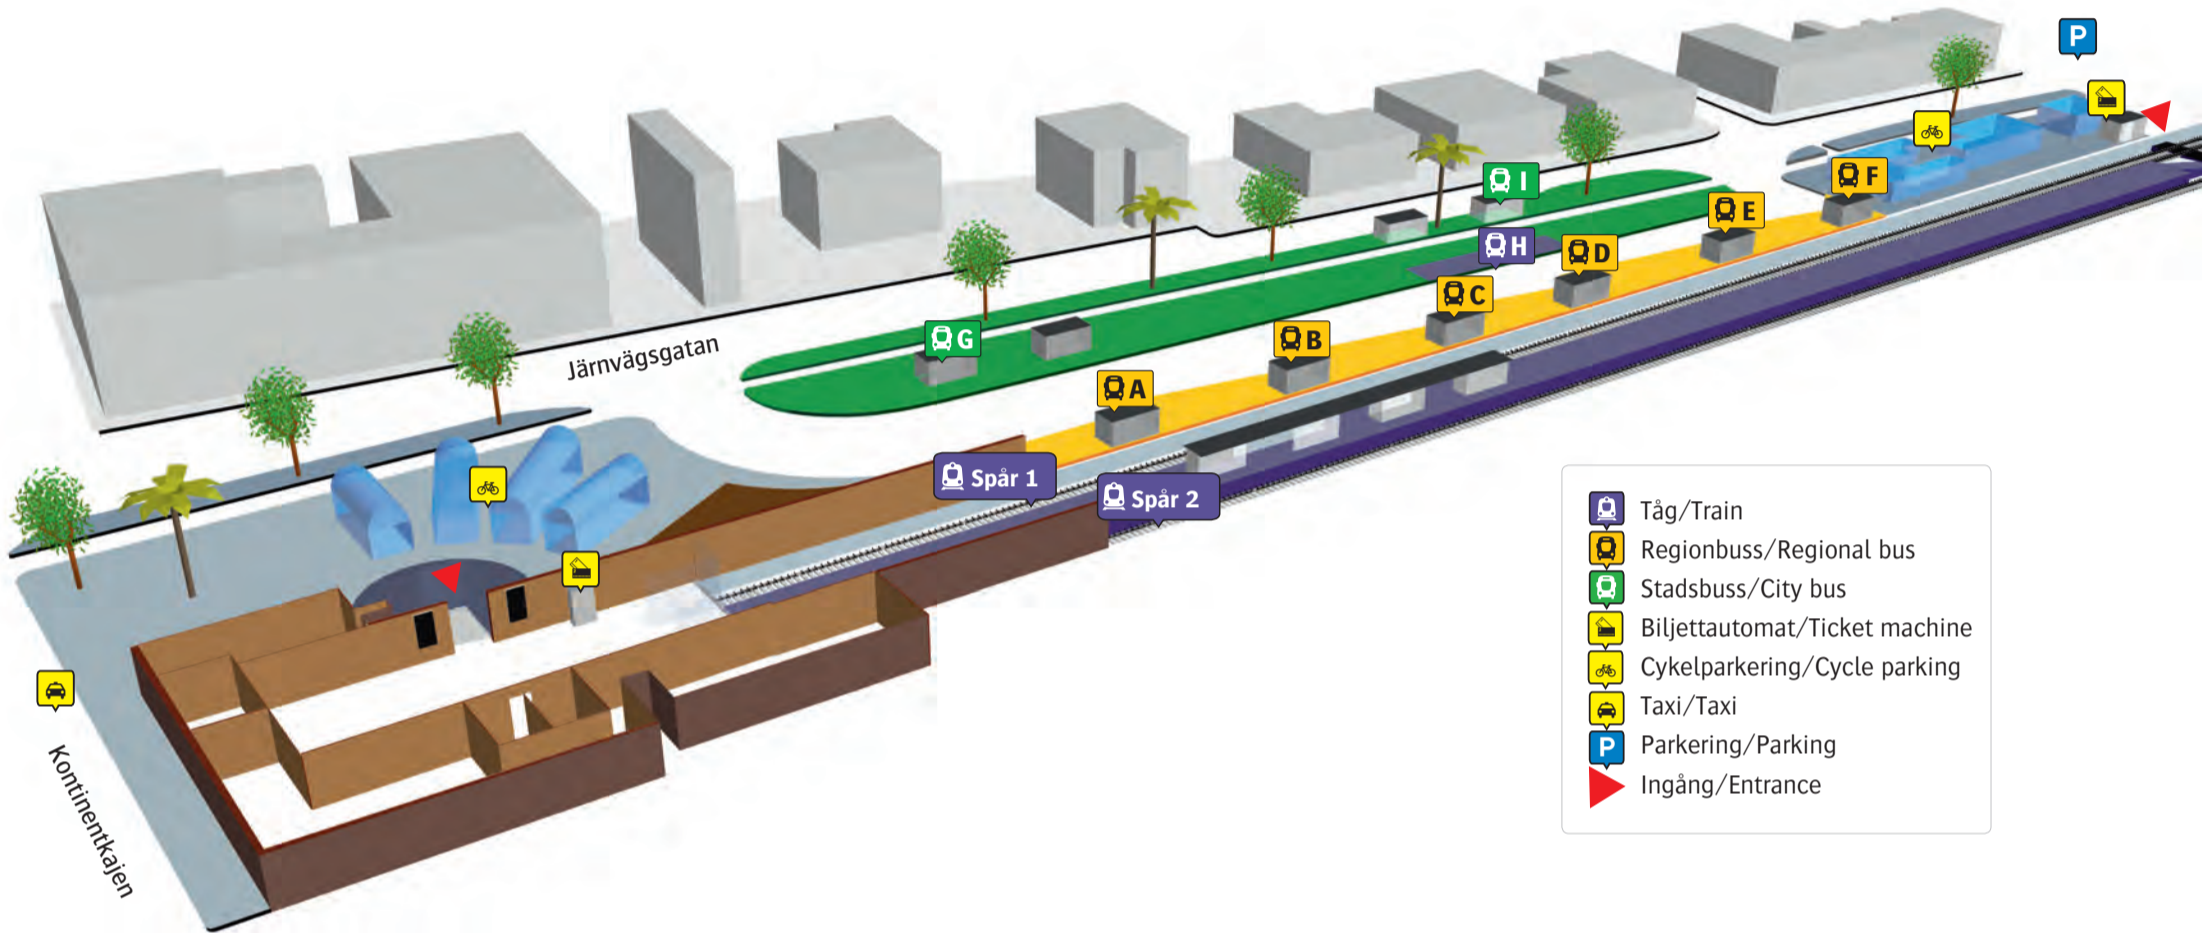 P
F
I
E
H
D
C
G
B
Järnvägsgatan
A
Spår 1
Spår 2
Kontinentkajen
Tåg/Train
Regionbuss/Regional bus
Stadsbuss/City bus
Biljettautomat/Ticket machine
Cykelparkering/Cycle parking
Taxi/Taxi
P Parkering/Parking
Ingång/Entrance